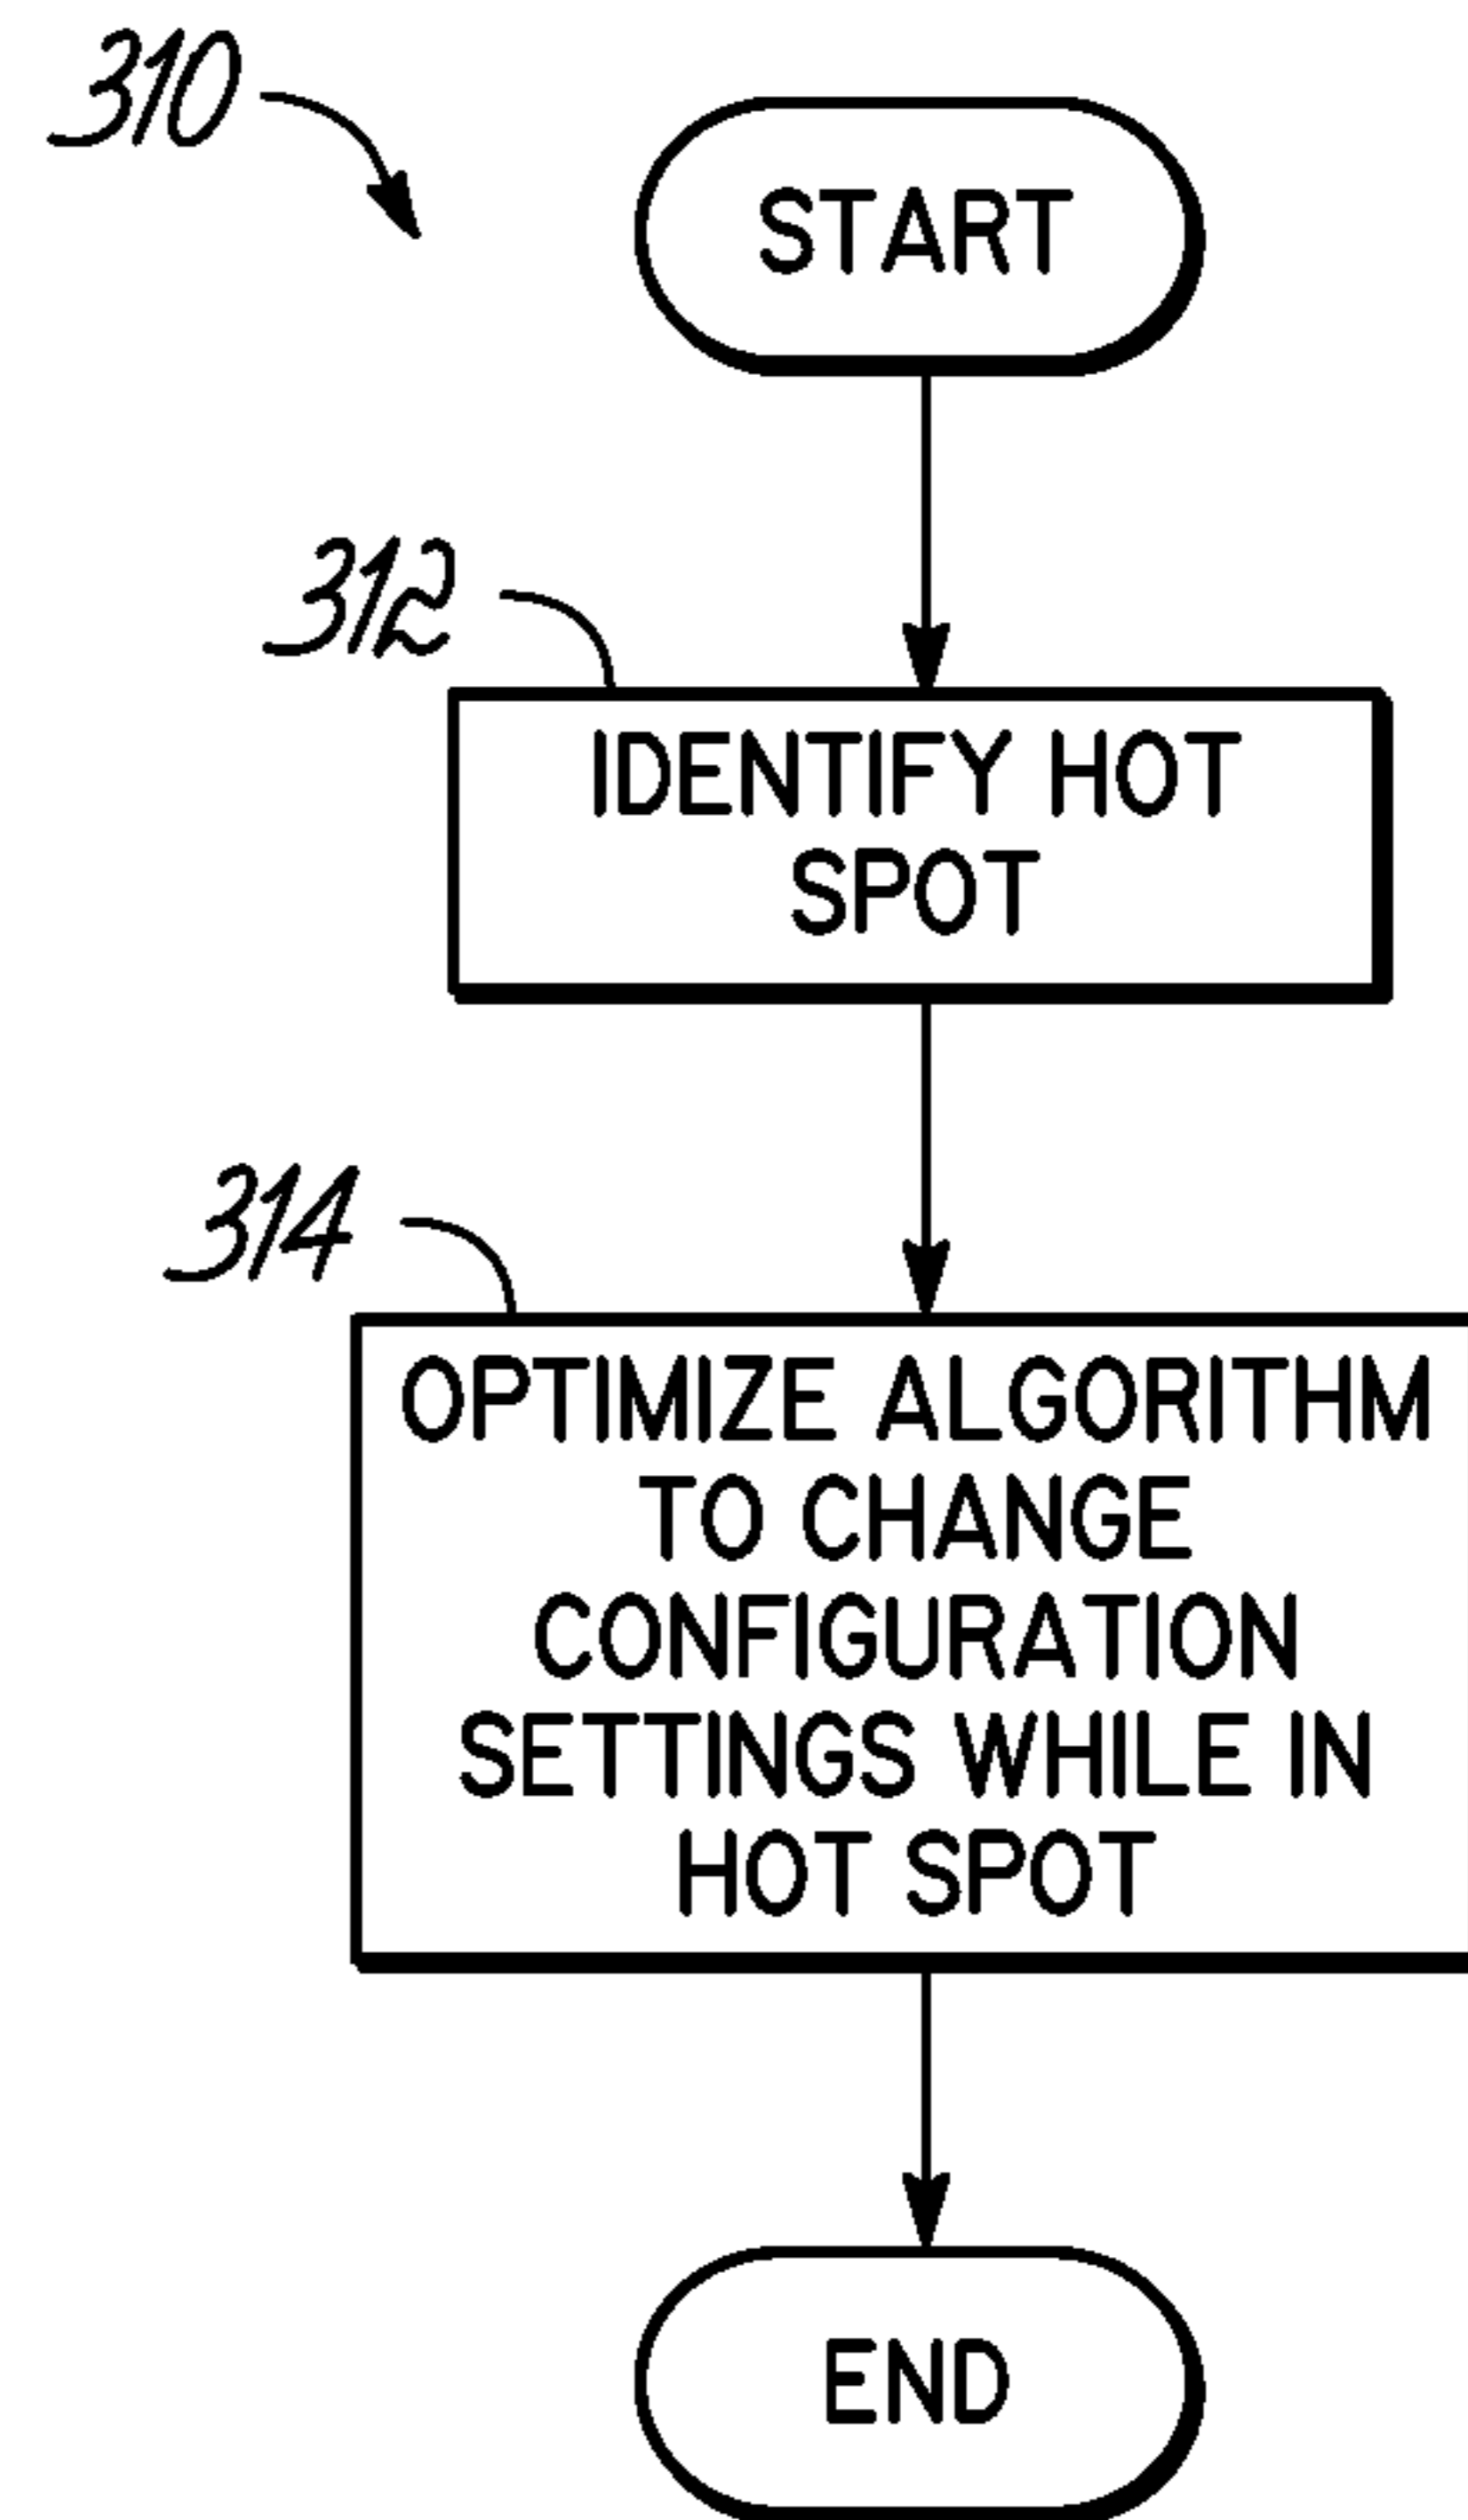 310
START
312
IDENTIFY HOT
SPOT
314
OPTIMIZE ALGORITHM
TO CHANGE
CONFIGURATION
SETTINGS WHILE IN
HOT SPOT
END